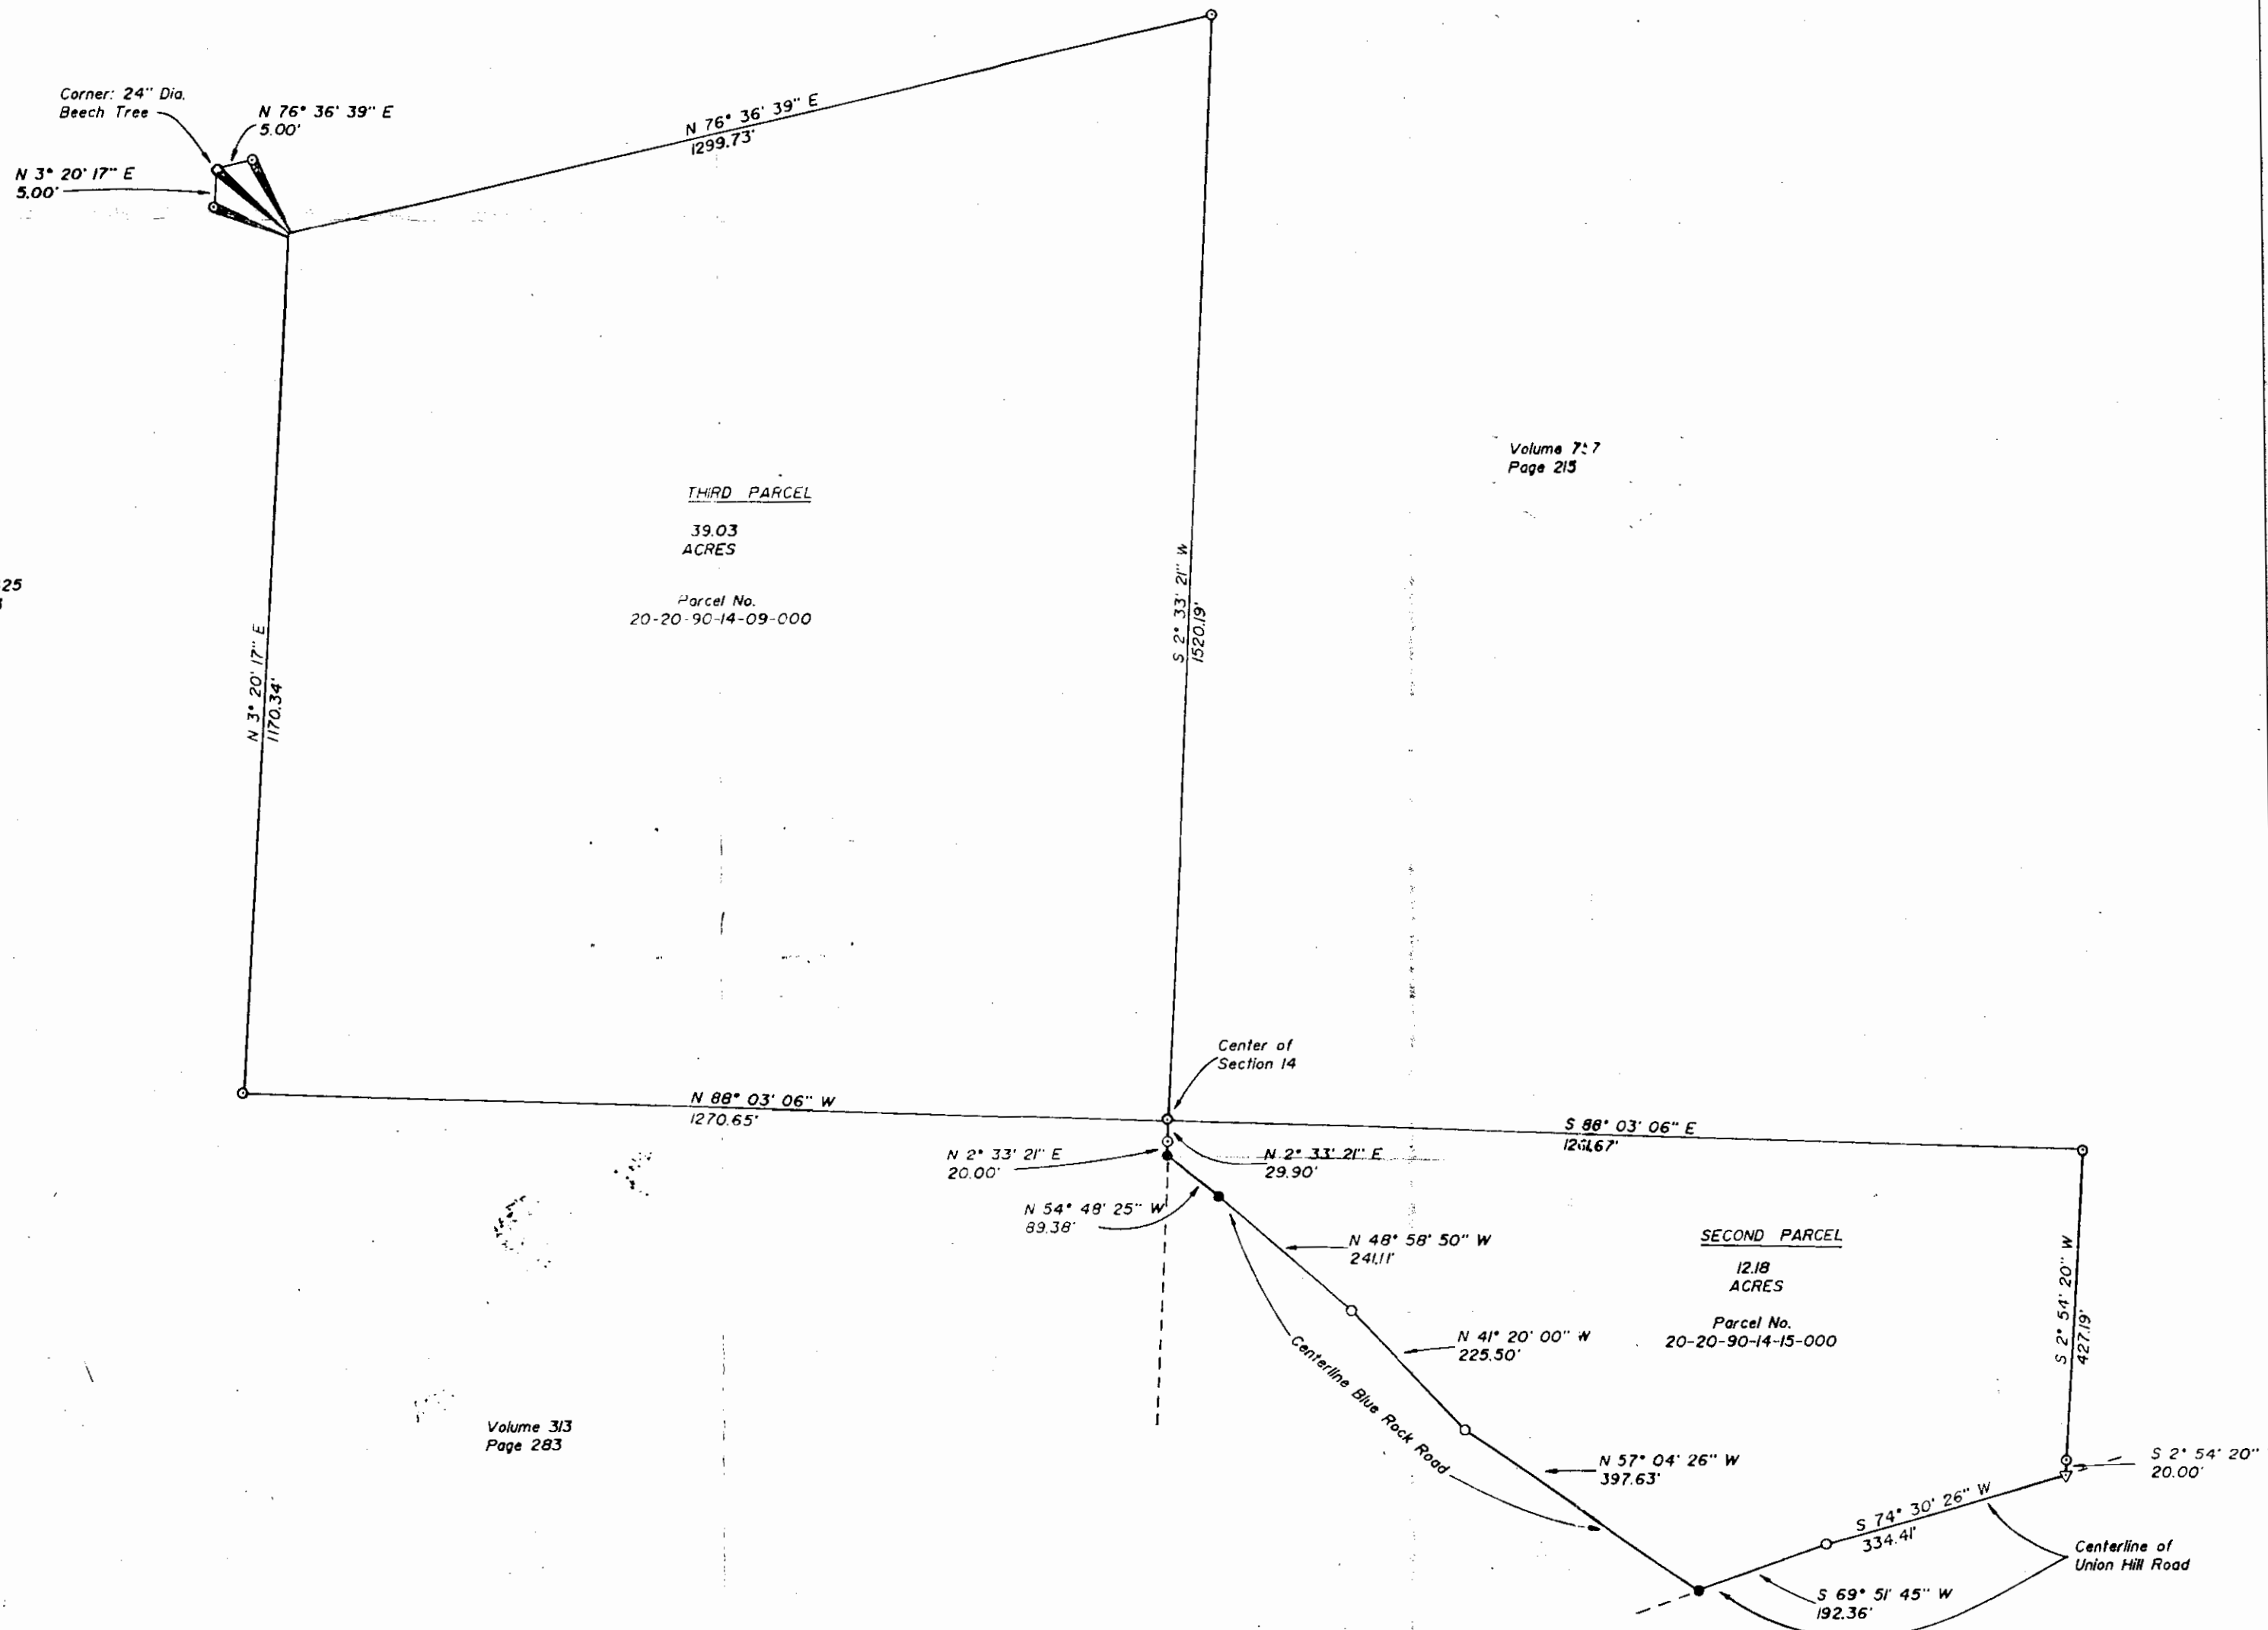 Corner: 24" Dia.
Beech Tree
N 76° 36' 39" E
5.00'
N 3° 20' 17" E
5.00'
N 76° 36' 39" E
1299.73'
Volume
Page 215
THIRD PARCEL
39.03
ACRES
Parcel No.
20-20-90-14-09-000
S 2° 33' 21" W
1520.19'
25
N 3° 20' 17" E
1170.34'
Center of
Section 14
N 88° 03' 06" W
1270.65'
S 88° 03' 06" E
N 2° 33' 21" E
20.00'
N 2° 33' 21" E
29.90'
N 54° 48' 25" W
89.38'
N 48° 58' 50" W
241.11'
SECOND PARCEL
12.18
ACRES
Parcel No.
20-20-90-14-15-000
S 2° 54' 20" W
427.19'
N 41° 20' 00" W
225.50'
Centerline Blue Rock Road
Volume 313
Page 283
N 57° 04' 26" W
397.63'
S 2° 54' 20"
20.00'
S 74° 30' 26" W
334.41'
Centerline of
Union Hill Road
S 69° 51' 45" W
192.36'